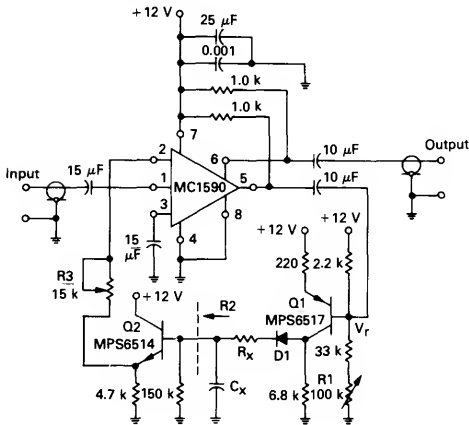 +12 V
25 µF
0.001
1.0 k
1.0 k
7
2
6
10 µF
Output
Input
15 µF
1
MC1590
5
10 µF
3
8
15 µF
4
+12 V
+12 V
R3
15 k
+12 V
R2
220
2.2 k
Q1
MPS6517
Q2
MPS6514
Vr
Rx
D1
33 k
4.7 k
150 k
Cx
6.8 k
R1
100 k